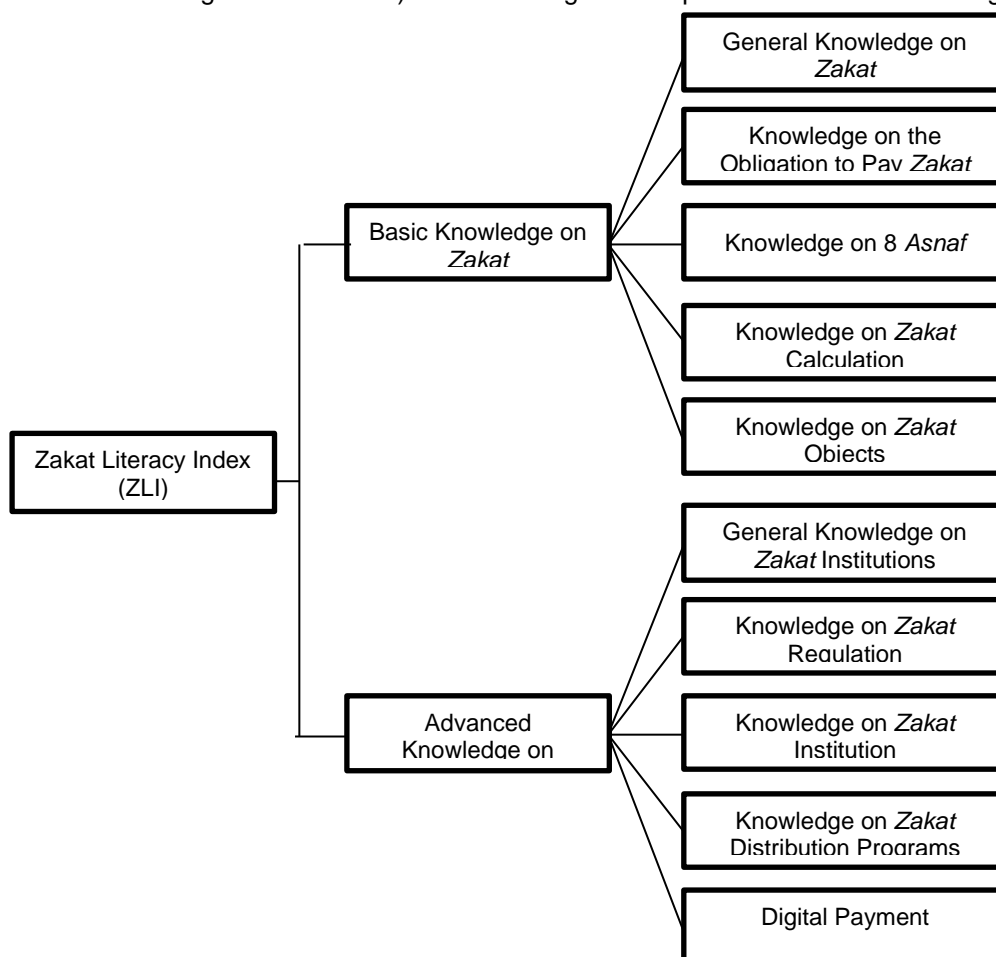 General Knowledge on
Zakat
Knowledge on the
Obligation to Pay Zakat
Basic Knowledge on
Zakat
Knowledge on 8 Asnaf
Knowledge on Zakat
Calculation
Knowledge on Zakat
Objects
Zakat Literacy Index
(ZLI)
General Knowledge on
Zakat Institutions
Knowledge on Zakat
Regulation
Advanced
Knowledge on
Knowledge on Zakat
Institution
Knowledge on Zakat
Distribution Programs
Digital Payment